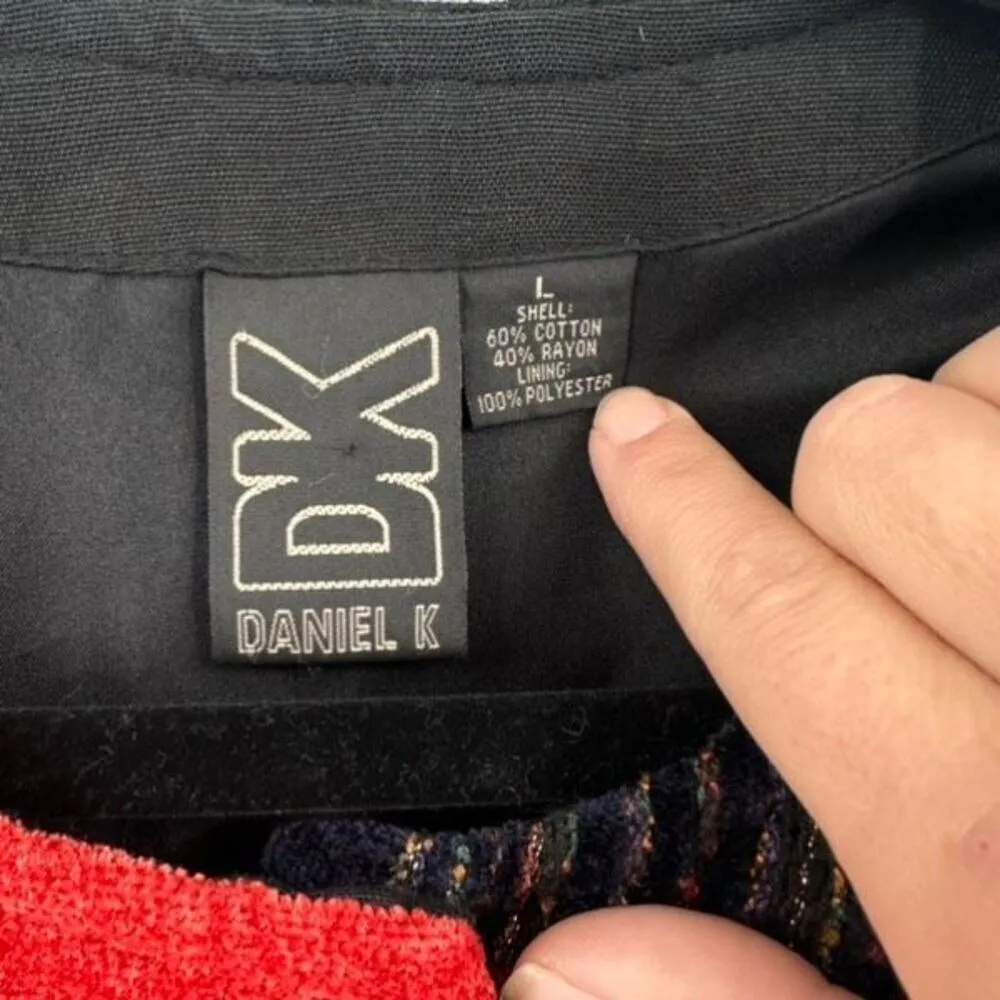 DK
DANIEL K
L
SHELL:
60% COTTON
40% RAYON
LINING:
100% POLYESTER